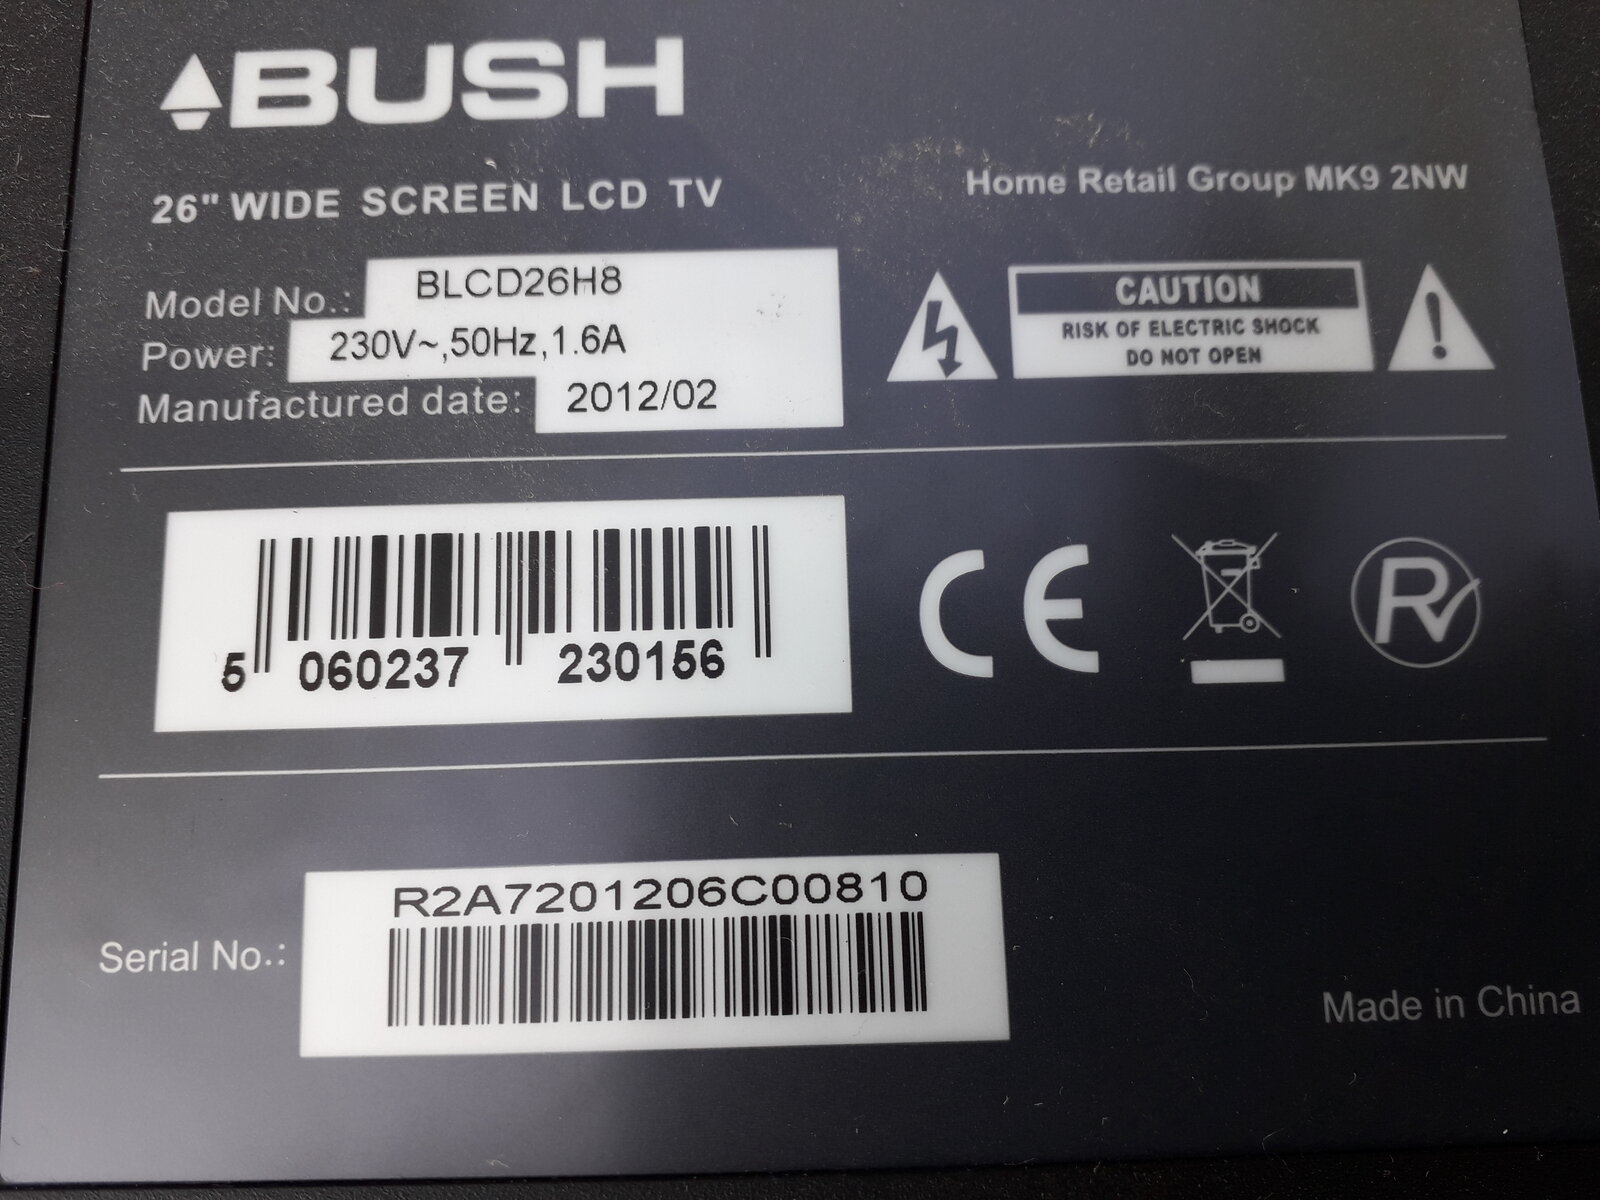 BUSH
26" WIDE SCREEN LCD TV
Home Retail Group MK9 2NW
Model No.: BLCD26H8
Power: 230V~,50Hz,1.6A
Manufactured date: 2012/02
CAUTION
RISK OF ELECTRIC SHOCK
DO NOT OPEN
5 060237 230156
CE
R
R2A7201206C00810
Serial No.:
Made in China